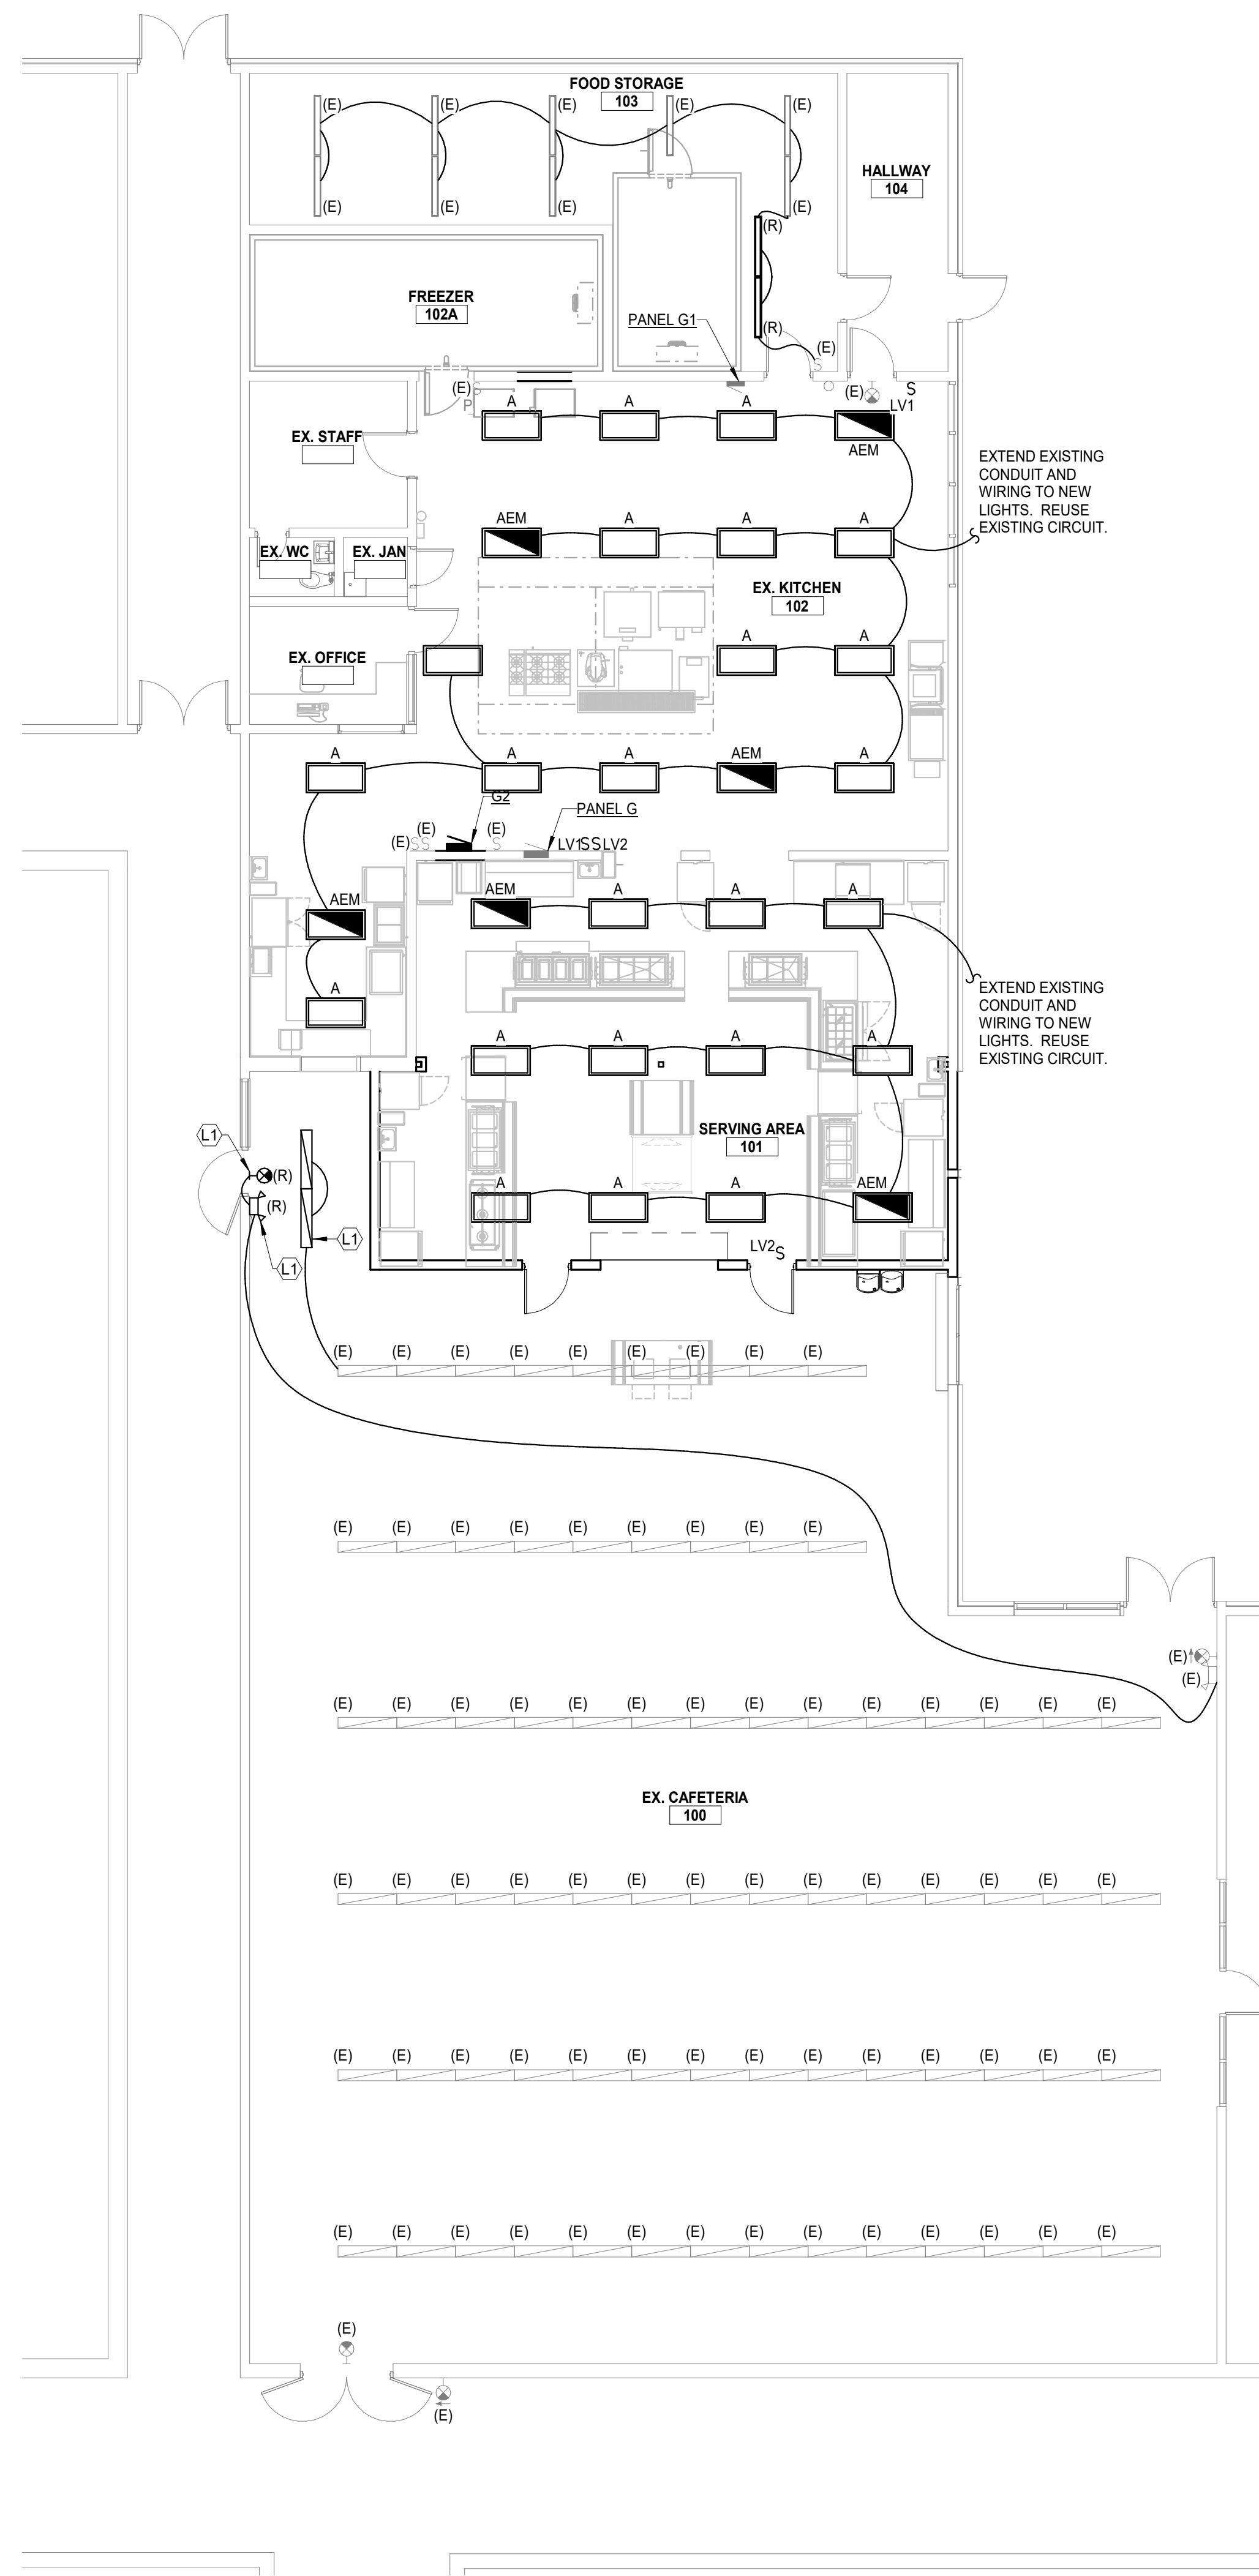 FOOD STORAGE
103
(E) (E) (E) (E) (E)
(E) (E) (E) (E)
HALLWAY
104
(R)
FREEZER
102A
PANEL G1
(R)
(E)
S
(E) S
P
(E) S
LV1
A A A
AEM
EX. STAFF
EXTEND EXISTING
CONDUIT AND
WIRING TO NEW
LIGHTS. REUSE
EXISTING CIRCUIT.
AEM A A A
EX. WC EX. JAN
EX. KITCHEN
102
A A
EX. OFFICE
A A A AEM A
G2
PANEL G
(E) (E) (E)
SS S LV1SSLV2
AEM
AEM A A A
EXTEND EXISTING
CONDUIT AND
WIRING TO NEW
LIGHTS. REUSE
EXISTING CIRCUIT.
A
A A A A
SERVING AREA
101
L1
(R)
(R)
A A A AEM
L1
L1
LV2S
(E) (E) (E) (E) (E) (E) (E) (E) (E)
(E) (E) (E) (E) (E) (E) (E) (E) (E)
(E)
(E)
(E) (E) (E) (E) (E) (E) (E) (E) (E) (E) (E) (E) (E) (E)
EX. CAFETERIA
100
(E) (E) (E) (E) (E) (E) (E) (E) (E) (E) (E) (E) (E) (E)
(E) (E) (E) (E) (E) (E) (E) (E) (E) (E) (E) (E) (E) (E)
(E) (E) (E) (E) (E) (E) (E) (E) (E) (E) (E) (E) (E) (E)
(E)
(E)